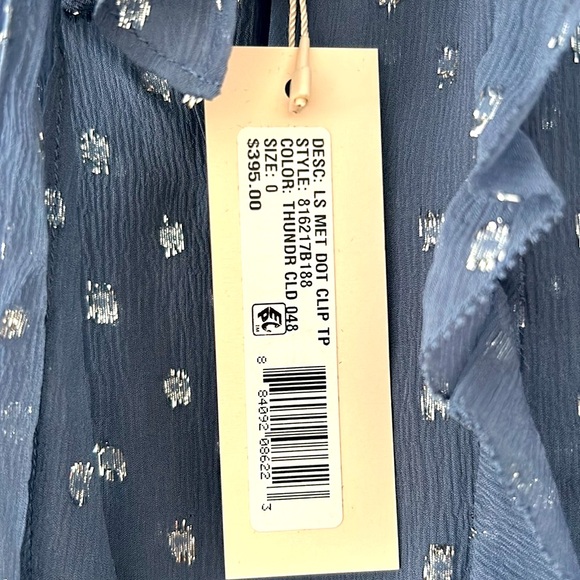 DESC: LS MET DOT CLIP TP
STYLE: 816217B188
COLOR: THUNDR CLD 048
SIZE: 0
$395.00
8 84092 08622 3